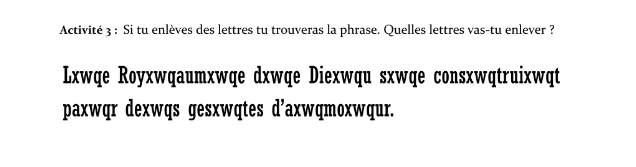 Activité 3 : Si tu enlèves des lettres tu trouveras la phrase. Quelles lettres vas-tu enlever ?
Lxwqe Royxwqaumxwqe dxwqe Diexwqu sxwqe consxwqtruixwqt
paxwqr dexwqs gesxwqtes d’axwqmoxwqur.